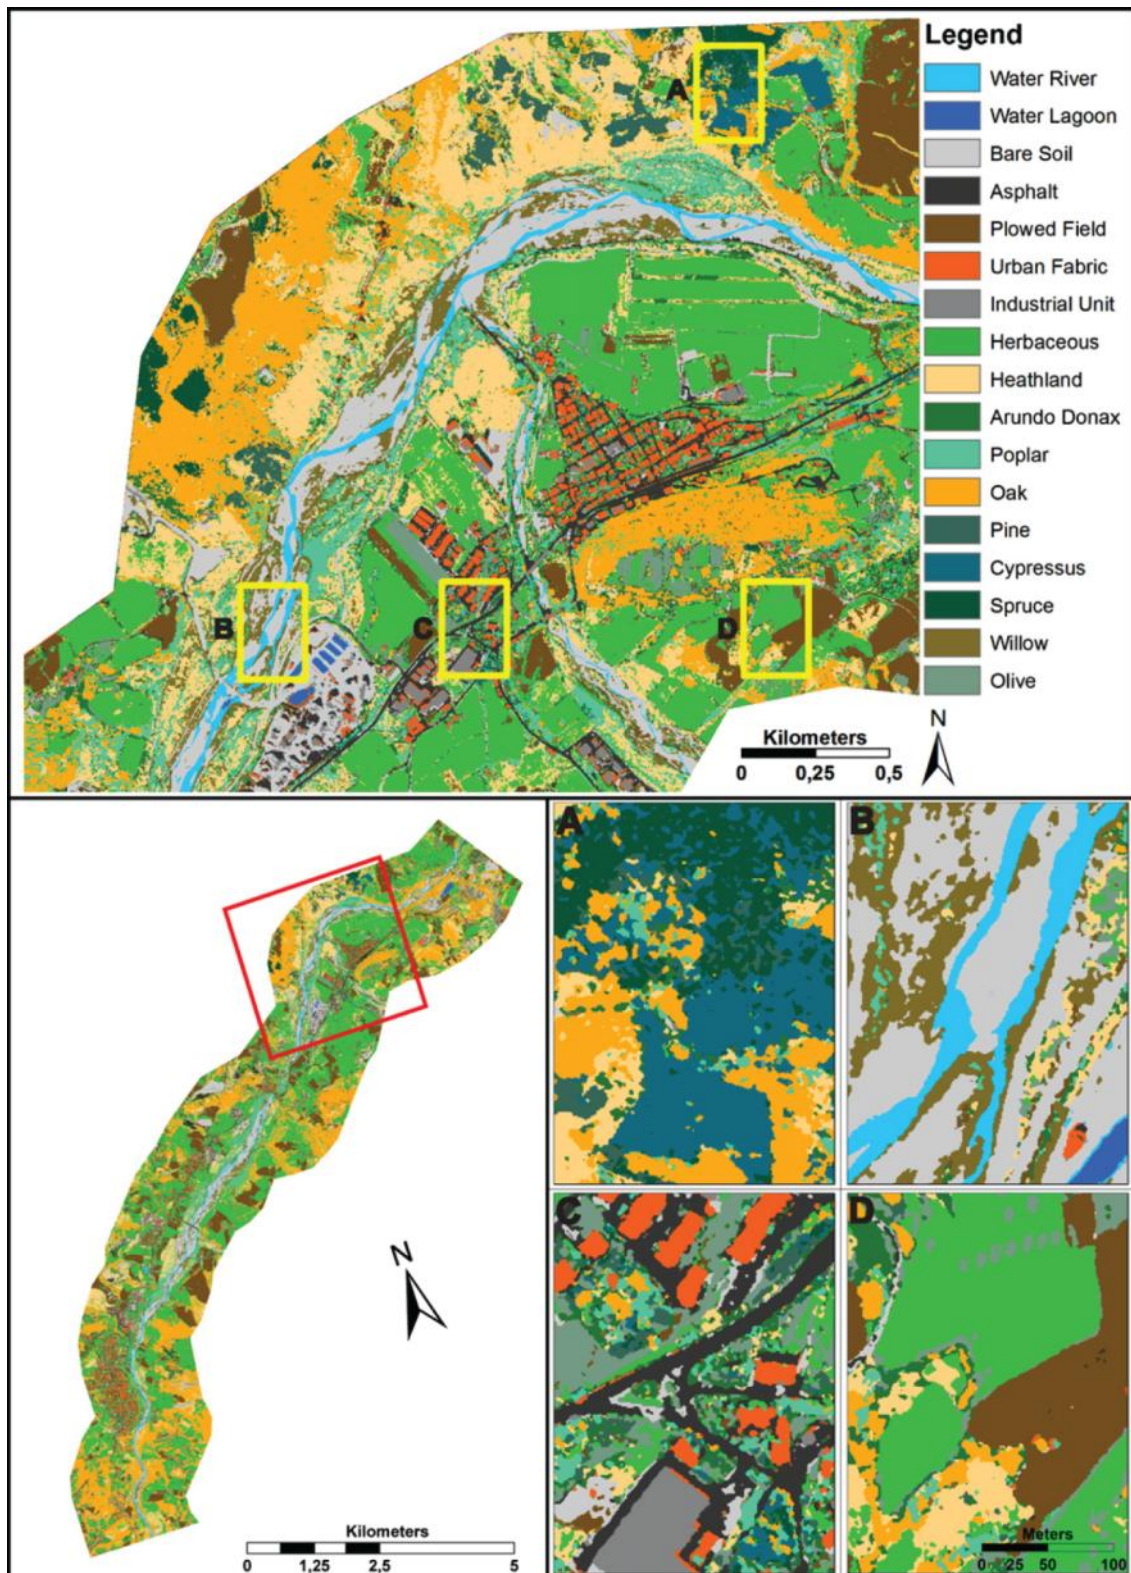 Legend
Water River
Water Lagoon
Bare Soil
Asphalt
Plowed Field
Urban Fabric
Industrial Unit
Herbaceous
Heathland
Arundo Donax
Poplar
Oak
Pine
Cypressus
Spruce
Willow
Olive
A
B
C
D
N
Kilometers
0 0,25 0,5
N
Kilometers
0 1,25 2,5 5
A
B
C
D
Meters
0 25 50 100